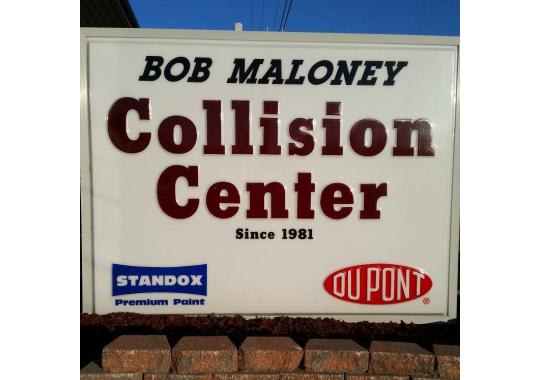 BOB MALONEY
Collision
Center
Since 1981
STANDOX
Premium Paint
DU PONT®